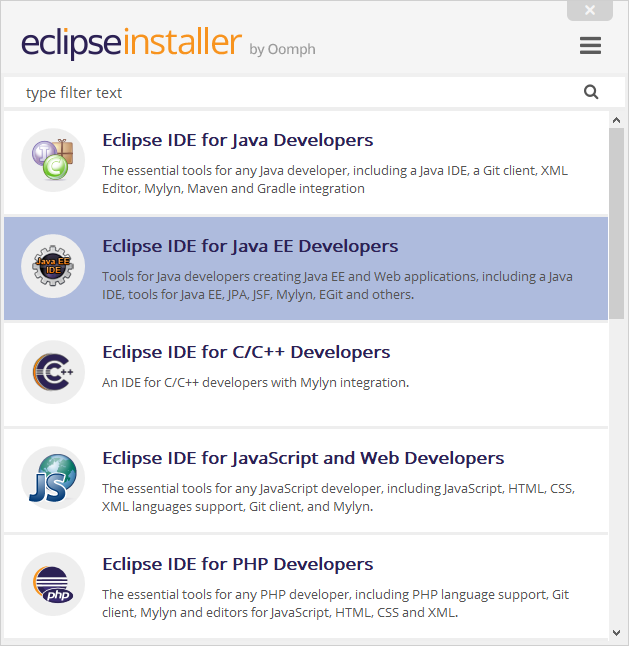 eclipse installer by Oomph
type filter text
Eclipse IDE for Java Developers
The essential tools for any Java developer, including a Java IDE, a Git client, XML
Editor, Mylyn, Maven and Gradle integration
Java EE
IDE
Eclipse IDE for Java EE Developers
Tools for Java developers creating Java EE and Web applications, including a Java
IDE, tools for Java EE, JPA, JSF, Mylyn, EGit and others.
C++
Eclipse IDE for C/C++ Developers
An IDE for C/C++ developers with Mylyn integration.
JS
Eclipse IDE for JavaScript and Web Developers
The essential tools for any JavaScript developer, including JavaScript, HTML, CSS,
XML languages support, Git client, and Mylyn.
php
Eclipse IDE for PHP Developers
The essential tools for any PHP developer, including PHP language support, Git
client, Mylyn and editors for JavaScript, HTML, CSS and XML.